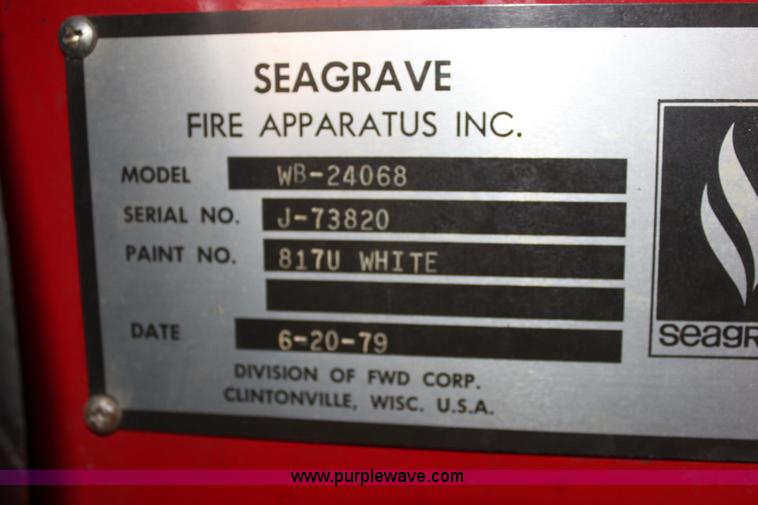 SEAGRAVE
FIRE APPARATUS INC.
MODEL WB-24068
SERIAL NO. J-73820
PAINT NO. 817U WHITE
DATE 6-20-79
DIVISION OF FWD CORP.
CLINTONVILLE, WISC. U.S.A.
www.purplewave.com